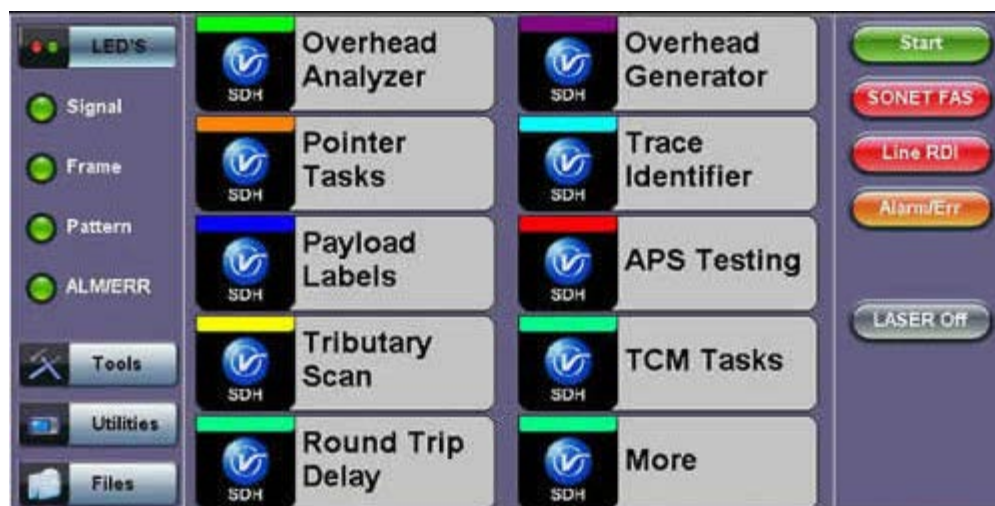 LED'S
Signal
Frame
Pattern
ALM/ERR
Tools
Utilities
Files
SDH
Overhead
Analyzer
SDH
Overhead
Generator
SDH
Pointer
Tasks
SDH
Trace
Identifier
SDH
Payload
Labels
SDH
APS Testing
SDH
Tributary
Scan
SDH
TCM Tasks
SDH
Round Trip
Delay
SDH
More
Start
SONET FAS
Line RDI
Alarm/Err
LASER Off